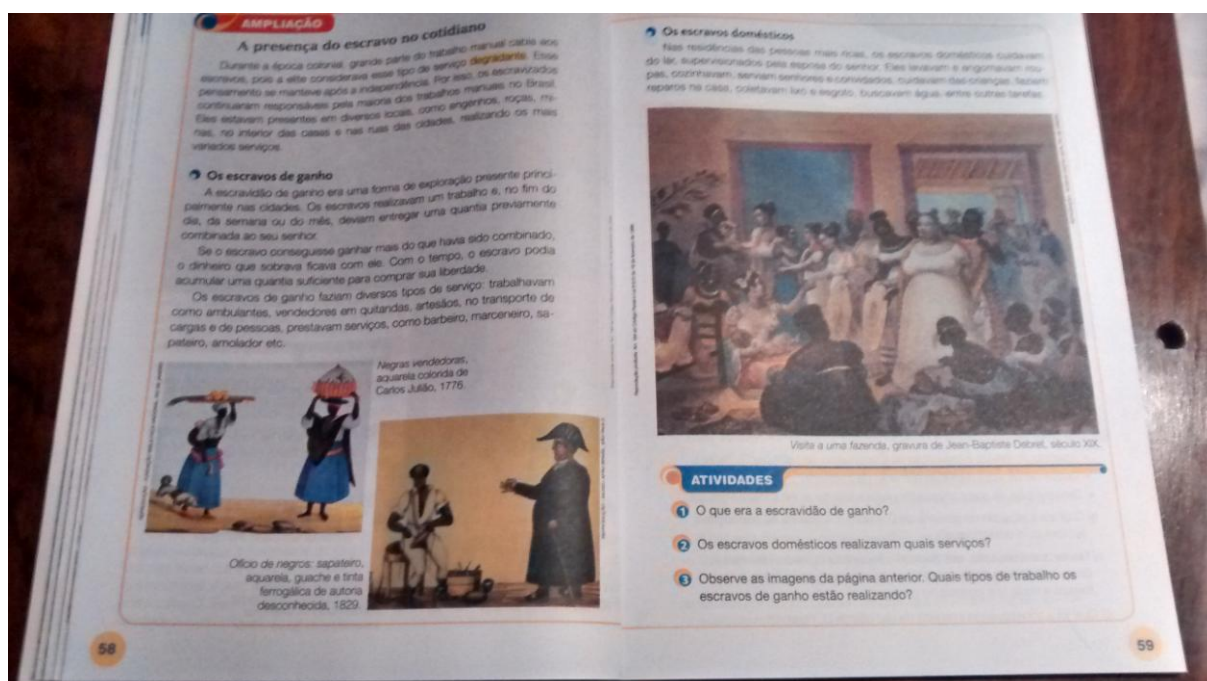 AMPLIAÇÃO
A presença do escravo no cotidiano
Durante a época colonial, grande parte do trabalho manual cabia aos
escravos, pois a elite considerava esse tipo de serviço degradante. Esse
pensamento se manteve após a independência. Por isso, os escravizados
continuaram responsáveis pela maioria dos trabalhos manuais no Brasil.
Eles estavam presentes em diversos locais, como engenhos, roças, mi-
nas, no interior das casas e nas ruas das cidades, realizando os mais
variados serviços.
Os escravos de ganho
A escravidão de ganho era uma forma de exploração presente princi-
palmente nas cidades. Os escravos realizavam um trabalho e, no fim do
dia, da semana ou do mês, deviam entregar uma quantia previamente
combinada ao seu senhor.
Se o escravo conseguisse ganhar mais do que havia sido combinado,
o dinheiro que sobrava ficava com ele. Com o tempo, o escravo podia
acumular uma quantia suficiente para comprar sua liberdade.
Os escravos de ganho faziam diversos tipos de serviço: trabalhavam
como ambulantes, vendedores em quitandas, artesãos, no transporte de
cargas e de pessoas, prestavam serviços, como barbeiro, marceneiro, sa-
pateiro, amolador etc.
Negras vendedoras,
aquarela colorida de
Carlos Julião, 1776.
Ofício de negros: sapateiro,
aquarela, guache e tinta
ferrogálica de autoria
desconhecida, 1829.
58
Os escravos domésticos
Nas residências das pessoas mais ricas, os escravos domésticos cuidavam
do lar, supervisionados pela esposa do senhor. Eles lavavam e engomavam rou-
pas, cozinhavam, serviam senhores e convidados, cuidavam das crianças, faziam
reparos na casa, coletavam lixo e esgoto, buscavam água, entre outras tarefas.
Visita a uma fazenda, gravura de Jean-Baptiste Debret, século XIX.
ATIVIDADES
1 O que era a escravidão de ganho?
2 Os escravos domésticos realizavam quais serviços?
3 Observe as imagens da página anterior. Quais tipos de trabalho os
escravos de ganho estão realizando?
59